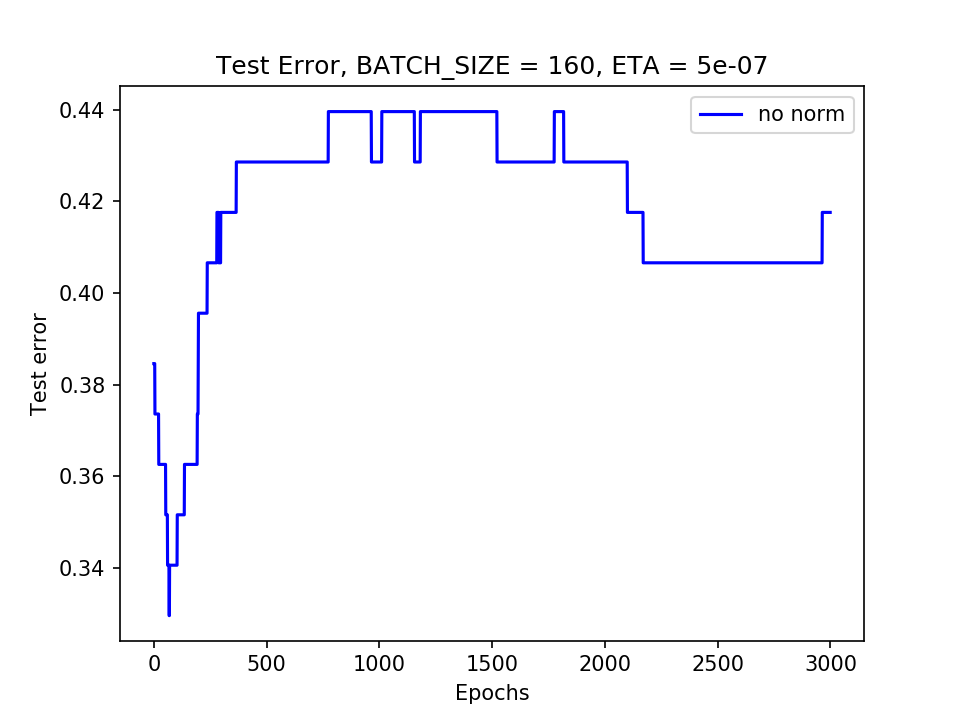 Test Error, BATCH_SIZE = 160, ETA = 5e-07
no norm
0.44
0.42
0.40
0.38
0.36
0.34
Test error
0 500 1000 1500 2000 2500 3000
Epochs